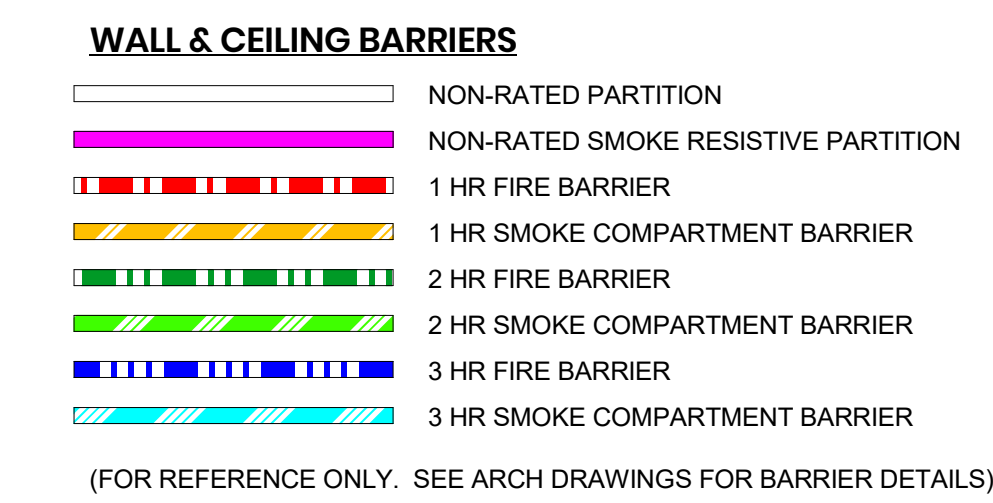 WALL & CEILING BARRIERS
NON-RATED PARTITION
NON-RATED SMOKE RESISTIVE PARTITION
1 HR FIRE BARRIER
1 HR SMOKE COMPARTMENT BARRIER
2 HR FIRE BARRIER
2 HR SMOKE COMPARTMENT BARRIER
3 HR FIRE BARRIER
3 HR SMOKE COMPARTMENT BARRIER
(FOR REFERENCE ONLY.  SEE ARCH DRAWINGS FOR BARRIER DETAILS)